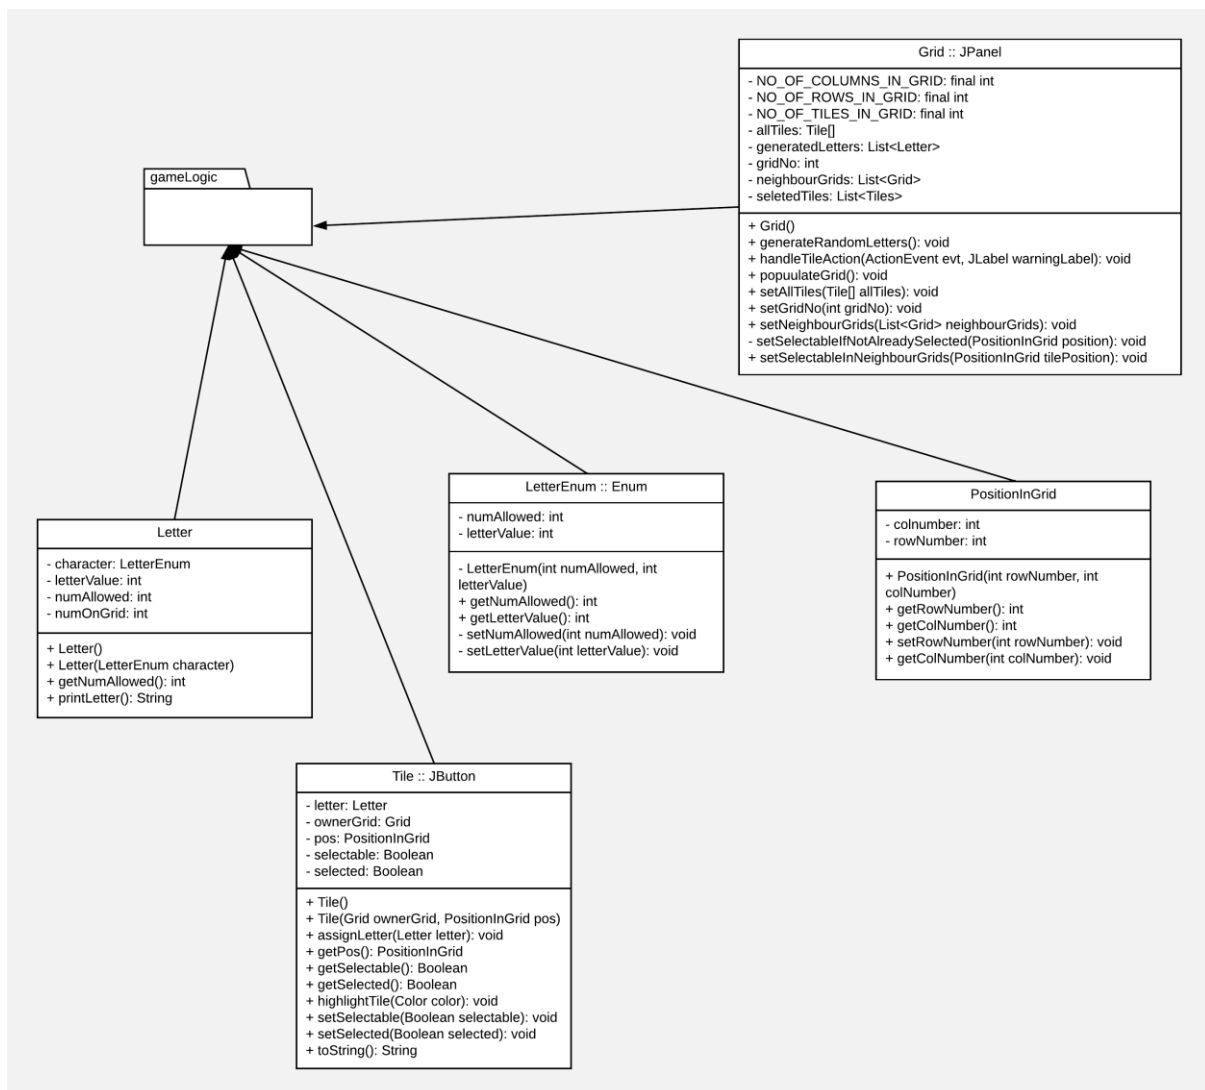 Grid :: JPanel
- NO_OF_COLUMNS_IN_GRID: final int
- NO_OF_ROWS_IN_GRID: final int
- NO_OF_TILES_IN_GRID: final int
- allTiles: Tile[]
- generatedLetters: List<Letter>
- gridNo: int
- neighbourGrids: List<Grid>
- seletedTiles: List<Tiles>
+ Grid()
+ generateRandomLetters(): void
+ handleTileAction(ActionEvent evt, JLabel warningLabel): void
+ popuulateGrid(): void
+ setAllTiles(Tile[] allTiles): void
+ setGridNo(int gridNo): void
+ setNeighbourGrids(List<Grid> neighbourGrids): void
- setSelectableIfNotAlreadySelected(PositionInGrid position): void
+ setSelectableInNeighbourGrids(PositionInGrid tilePosition): void
gameLogic
Letter
- character: LetterEnum
- letterValue: int
- numAllowed: int
- numOnGrid: int
+ Letter()
+ Letter(LetterEnum character)
+ getNumAllowed(): int
+ printLetter(): String
LetterEnum :: Enum
- numAllowed: int
- letterValue: int
- LetterEnum(int numAllowed, int
letterValue)
+ getNumAllowed(): int
+ getLetterValue(): int
- setNumAllowed(int numAllowed): void
- setLetterValue(int letterValue): void
PositionInGrid
- colnumber: int
- rowNumber: int
+ PositionInGrid(int rowNumber, int
colNumber)
+ getRowNumber(): int
+ getColNumber(): int
+ setRowNumber(int rowNumber): void
+ getColNumber(int colNumber): void
Tile :: JButton
- letter: Letter
- ownerGrid: Grid
- pos: PositionInGrid
- selectable: Boolean
- selected: Boolean
+ Tile()
+ Tile(Grid ownerGrid, PositionInGrid pos)
+ assignLetter(Letter letter): void
+ getPos(): PositionInGrid
+ getSelectable(): Boolean
+ getSelected(): Boolean
+ highlightTile(Color color): void
+ setSelectable(Boolean selectable): void
+ setSelected(Boolean selected): void
+ toString(): String